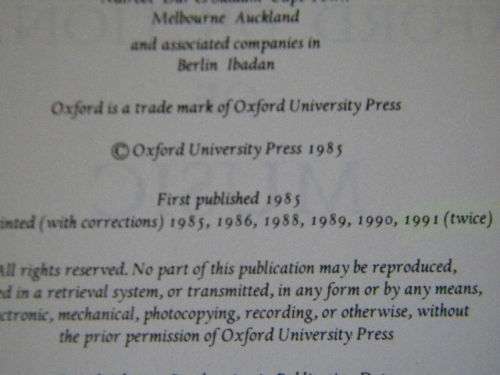 Melbourne Auckland
and associated companies in
Berlin Ibadan
Oxford is a trade mark of Oxford University Press
© Oxford University Press 1985
First published 1985
inted (with corrections) 1985, 1986, 1988, 1989, 1990, 1991 (twice)
All rights reserved. No part of this publication may be reproduced,
ed in a retrieval system, or transmitted, in any form or by any means,
ctronic, mechanical, photocopying, recording, or otherwise, without
the prior permission of Oxford University Press